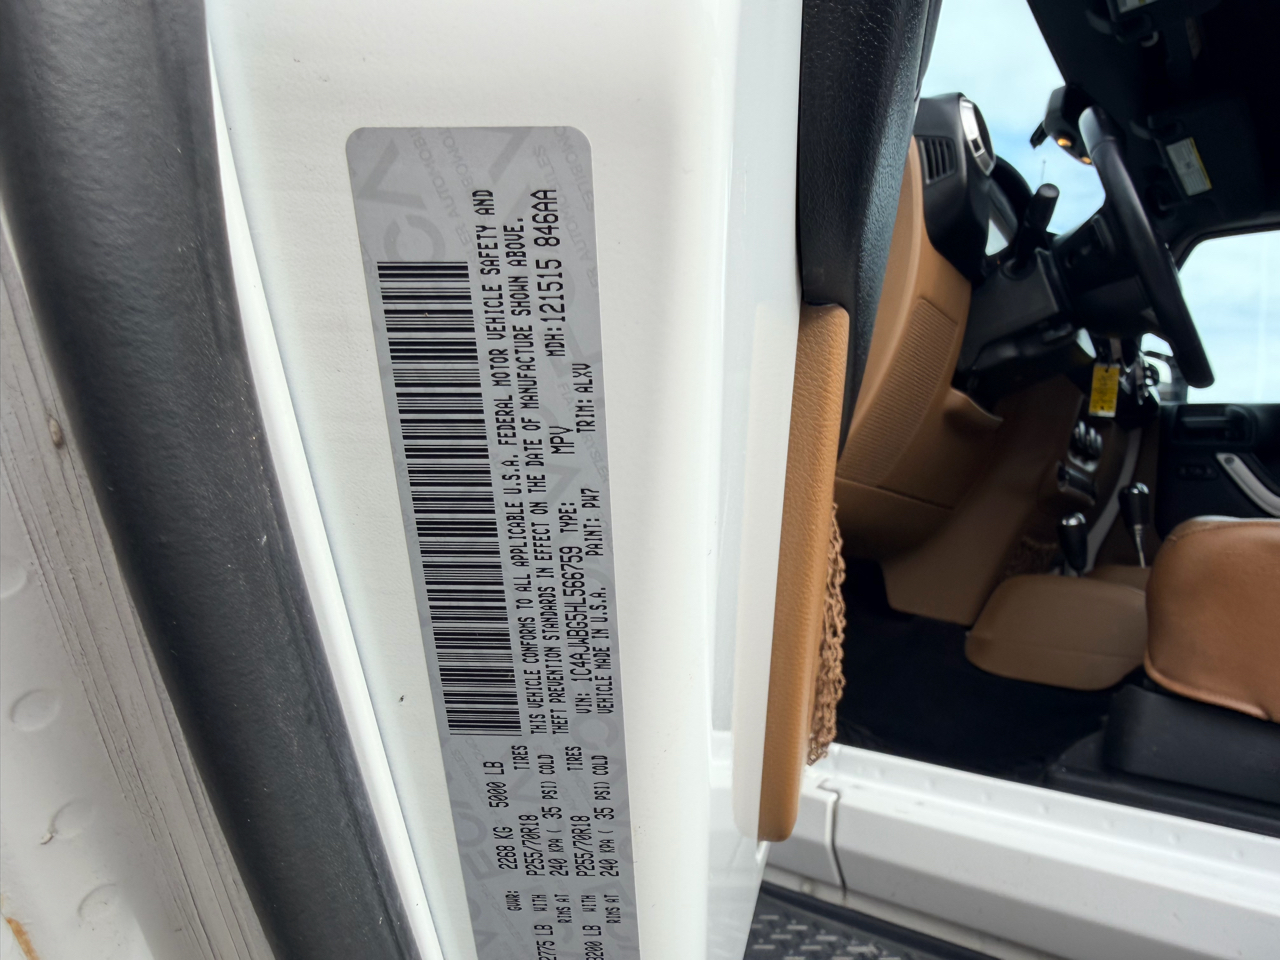 GVWR: 2268 KG 5000 LB
2775 LB WITH P255/70R18 TIRES
RIMS AT 240 KPA ( 35 PSI) COLD
3200 LB WITH P255/70R18 TIRES
RIMS AT 240 KPA ( 35 PSI) COLD
THIS VEHICLE CONFORMS TO ALL APPLICABLE U.S.A. FEDERAL MOTOR VEHICLE SAFETY AND
THEFT PREVENTION STANDARDS IN EFFECT ON THE DATE OF MANUFACTURE SHOWN ABOVE.
VIN: 1C4AJWBG5HL566759 TYPE: MPV MDH:121515 846AA
VEHICLE MADE IN U.S.A. PAINT: PW7 TRIM: ALXV